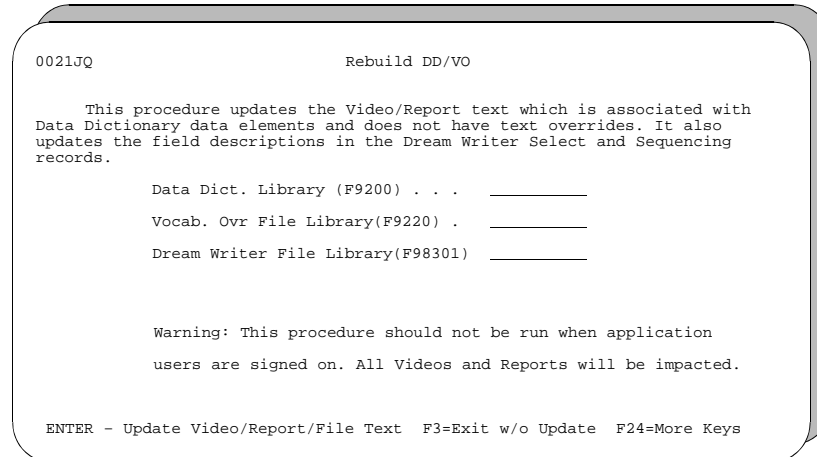 0021JQ Rebuild DD/VO
This procedure updates the Video/Report text which is associated with
Data Dictionary data elements and does not have text overrides. It also
updates the field descriptions in the Dream Writer Select and Sequencing
records.
Data Dict. Library (F9200) . . . __________
Vocab. Ovr File Library(F9220) . __________
Dream Writer File Library(F98301) __________
Warning: This procedure should not be run when application
users are signed on. All Videos and Reports will be impacted.
ENTER - Update Video/Report/File Text F3=Exit w/o Update F24=More Keys